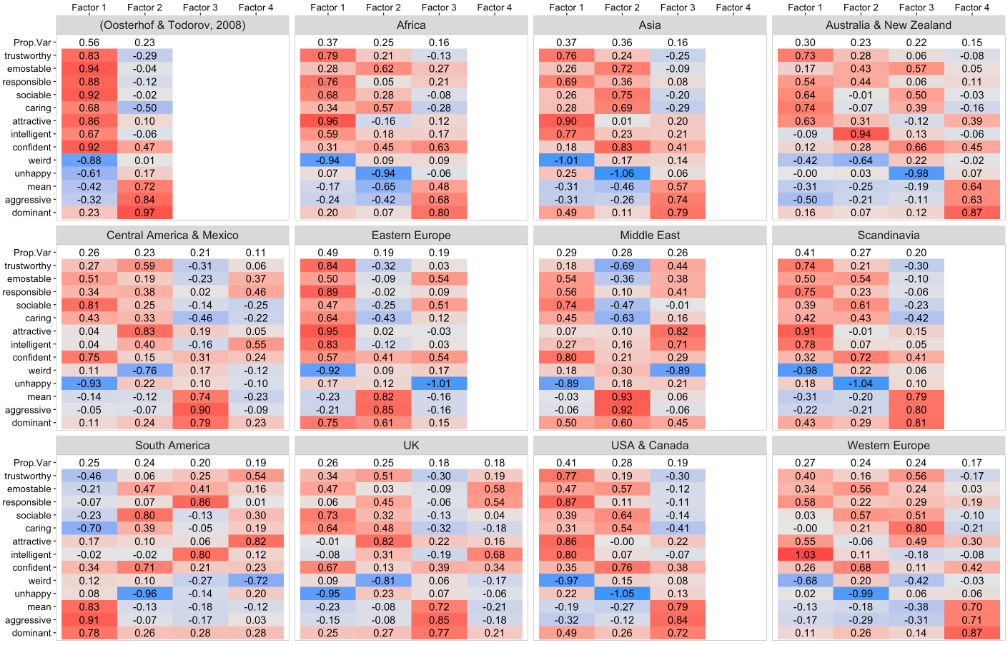 Factor 1 Factor 2 Factor 3 Factor 4 Factor 1 Factor 2 Factor 3 Factor 4 Factor 1 Factor 2 Factor 3 Factor 4 Factor 1 Factor 2 Factor 3 Factor 4
(Oosterhof & Todorov, 2008) Africa Asia Australia & New Zealand
Prop.Var 0.56 0.23 0.37 0.25 0.16 0.37 0.36 0.16 0.30 0.23 0.22 0.15
trustworthy 0.83 -0.29 0.79 0.21 -0.13 0.76 0.24 -0.25 0.73 0.28 0.06 -0.08
emostable 0.94 -0.04 0.28 0.62 0.27 0.26 0.72 -0.09 0.17 0.43 0.57 0.05
responsible 0.88 -0.12 0.76 0.05 0.21 0.69 0.36 0.08 0.54 0.44 0.06 0.11
sociable 0.92 -0.02 0.68 0.28 -0.08 0.26 0.75 -0.20 0.64 -0.01 0.50 -0.03
caring 0.68 -0.50 0.34 0.57 -0.28 0.28 0.69 -0.29 0.74 -0.07 0.39 -0.16
attractive 0.86 0.10 0.96 -0.16 0.12 0.90 0.01 0.20 0.63 0.31 -0.12 0.39
intelligent 0.67 -0.06 0.59 0.18 0.17 0.77 0.23 0.21 -0.09 0.94 0.13 -0.06
confident 0.92 0.47 0.31 0.45 0.63 0.18 0.83 0.41 0.12 0.28 0.66 0.45
weird -0.88 0.01 -0.94 0.09 0.09 -1.01 0.17 0.14 -0.42 -0.64 0.22 -0.02
unhappy -0.61 0.17 0.07 -0.94 -0.06 0.25 -1.06 0.06 -0.00 0.03 -0.98 0.07
mean -0.42 0.72 -0.17 -0.65 0.48 -0.31 -0.46 0.57 -0.31 -0.25 -0.19 0.64
aggressive -0.32 0.84 -0.24 -0.42 0.68 -0.31 -0.26 0.74 -0.50 -0.21 -0.11 0.63
dominant 0.23 0.97 0.20 0.07 0.80 0.49 0.11 0.79 0.16 0.07 0.12 0.87
Central America & Mexico Eastern Europe Middle East Scandinavia
Prop.Var 0.26 0.23 0.21 0.11 0.49 0.19 0.19 0.29 0.28 0.26 0.41 0.27 0.20
trustworthy 0.27 0.59 -0.31 0.06 0.84 -0.32 0.03 0.18 -0.69 0.44 0.74 0.21 -0.30
emostable 0.51 0.19 -0.23 0.37 0.50 -0.09 0.54 0.54 -0.36 0.38 0.50 0.54 -0.10
responsible 0.34 0.38 0.02 0.46 0.89 -0.02 0.09 0.56 0.10 0.41 0.75 0.23 -0.06
sociable 0.81 0.25 -0.14 -0.25 0.47 -0.25 0.51 0.74 -0.47 -0.01 0.39 0.61 -0.23
caring 0.43 0.33 -0.46 -0.22 0.64 -0.43 0.12 0.45 -0.63 0.16 0.42 0.43 -0.42
attractive 0.04 0.83 0.19 0.05 0.95 0.02 -0.03 0.07 0.10 0.82 0.91 -0.01 0.15
intelligent 0.04 0.40 -0.16 0.55 0.83 -0.12 0.03 0.27 0.16 0.71 0.78 0.07 0.05
confident 0.75 0.15 0.31 0.24 0.57 0.41 0.54 0.80 0.21 0.29 0.32 0.72 0.41
weird 0.11 -0.76 0.17 -0.12 -0.92 0.09 0.17 0.18 0.30 -0.89 -0.98 0.22 0.06
unhappy -0.93 0.22 0.10 -0.10 0.17 0.12 -1.01 -0.89 0.18 0.21 0.18 -1.04 0.10
mean -0.14 -0.12 0.74 -0.23 -0.23 0.82 -0.16 -0.03 0.93 0.06 -0.31 -0.20 0.79
aggressive -0.05 -0.07 0.90 -0.09 -0.21 0.85 -0.16 -0.06 0.92 -0.06 -0.22 -0.21 0.80
dominant 0.11 0.24 0.79 0.23 0.75 0.61 0.15 0.50 0.60 0.45 0.43 0.29 0.81
South America UK USA & Canada Western Europe
Prop.Var 0.25 0.24 0.20 0.19 0.26 0.25 0.18 0.18 0.41 0.28 0.19 0.27 0.24 0.24 0.17
trustworthy -0.46 0.06 0.25 0.54 0.34 0.51 -0.30 0.19 0.77 0.27 -0.30 0.40 0.16 0.56 -0.17
emostable -0.21 0.47 0.41 0.16 0.47 0.03 -0.09 0.58 0.47 0.57 -0.12 0.34 0.56 0.24 0.03
responsible -0.07 0.07 0.86 0.01 0.06 0.45 -0.06 0.54 0.87 0.11 -0.11 0.58 0.22 0.29 0.19
sociable -0.23 0.80 -0.13 0.30 0.73 0.32 -0.13 0.04 0.39 0.64 -0.14 0.03 0.57 0.51 -0.10
caring -0.70 0.39 -0.05 0.19 0.64 0.48 -0.32 -0.18 0.31 0.54 -0.41 -0.00 0.21 0.80 -0.21
attractive 0.17 0.10 0.06 0.82 -0.01 0.82 0.22 0.16 0.86 -0.00 0.22 0.55 -0.06 0.49 0.30
intelligent -0.02 -0.02 0.80 0.12 -0.08 0.31 -0.19 0.68 0.80 0.07 -0.07 1.03 0.11 -0.18 -0.08
confident 0.34 0.71 0.21 0.23 0.67 0.13 0.39 0.34 0.35 0.76 0.38 0.26 0.68 0.11 0.42
weird 0.12 0.10 -0.27 -0.72 0.09 -0.81 0.06 -0.17 -0.97 0.15 0.08 -0.68 0.20 -0.42 -0.03
unhappy 0.08 -0.96 -0.14 0.20 -0.95 0.23 0.07 -0.06 0.22 -1.05 0.13 0.02 -0.99 0.06 -0.06
mean 0.83 -0.13 -0.18 -0.12 -0.23 -0.08 0.72 -0.21 -0.19 -0.27 0.79 -0.13 -0.18 -0.38 0.70
aggressive 0.91 -0.07 -0.17 0.03 -0.15 -0.08 0.85 -0.18 -0.32 -0.12 0.84 -0.17 -0.29 -0.31 0.71
dominant 0.78 0.26 0.28 0.28 0.25 0.27 0.77 0.21 0.49 0.26 0.72 0.11 0.26 0.14 0.87